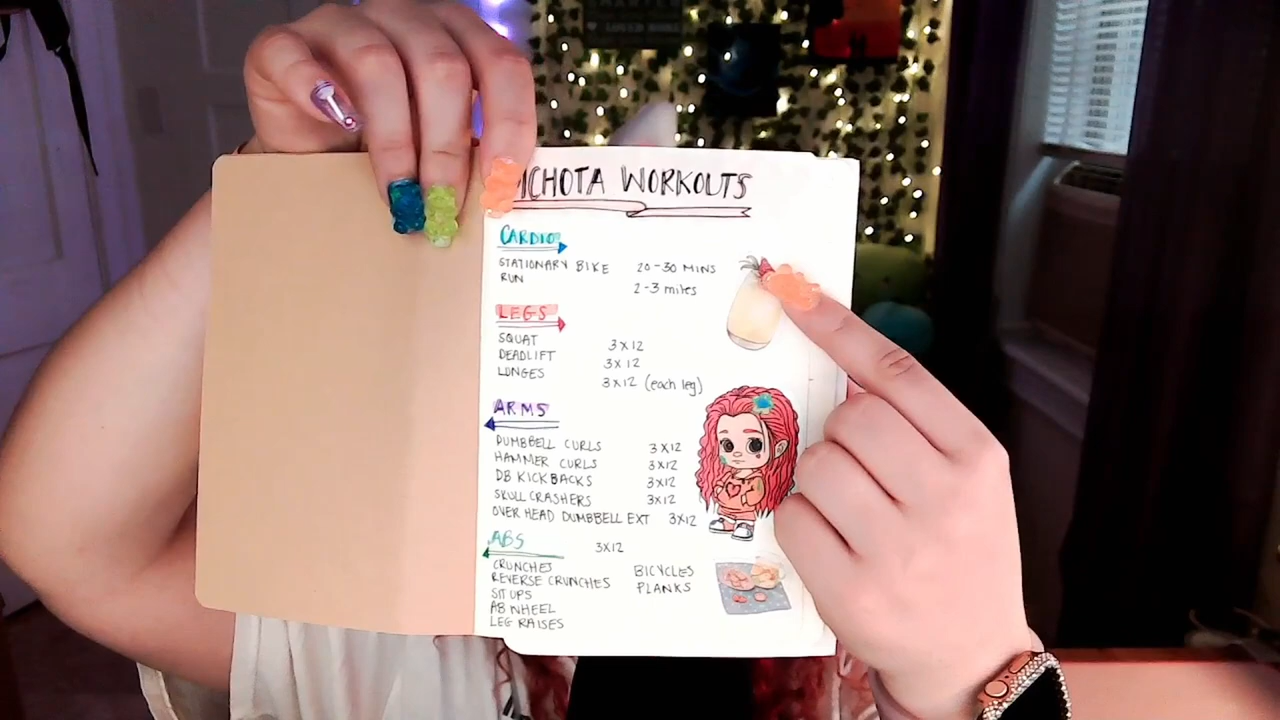 ICHOTA WORKOUTS
CARDIO
STATIONARY BIKE 20-30 MINS
RUN 2-3 miles
LEGS
SQUAT 3X12
DEADLIFT 3X12
LUNGES 3X12 (each leg)
ARMS
DUMBBELL CURLS 3X12
HAMMER CURLS 3X12
DB KICKBACKS 3X12
SKULL CRASHERS 3X12
OVER HEAD DUMBBELL EXT 3X12
ABS 3X12
CRUNCHES BICYCLES
REVERSE CRUNCHES PLANKS
SIT UPS
AB WHEEL
LEG RAISES